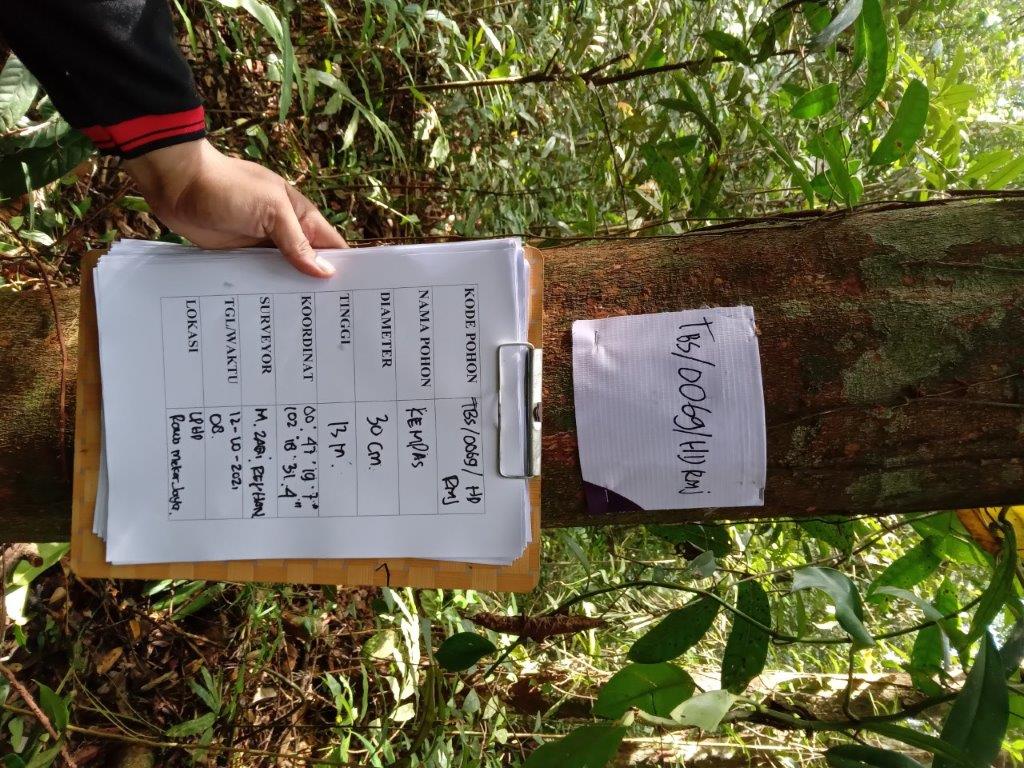 TBS/0069/HD RMJ
KODE POHON TBS/0069/ HD
RMJ
NAMA POHON KEMPAS
DIAMETER 30 cm.
TINGGI 13 m.
KOORDINAT 00° 47' 19.7"
102° 18' 31.4"
SURVEYOR M. ZAQI REYHAN
TGL/WAKTU 12-10-2021
08.
LOKASI LPHD
Rawa Mekar Jaya.